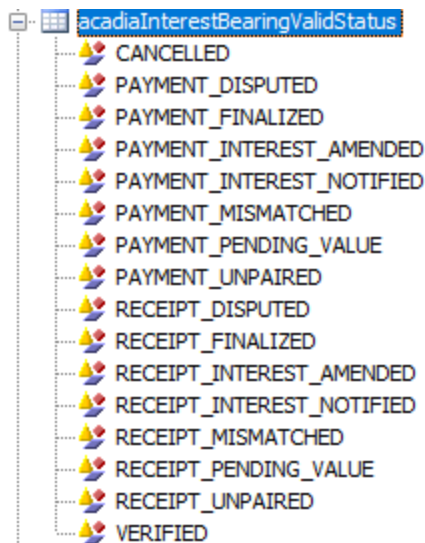 acadiaInterestBearingValidStatus
CANCELLED
PAYMENT_DISPUTED
PAYMENT_FINALIZED
PAYMENT_INTEREST_AMENDED
PAYMENT_INTEREST_NOTIFIED
PAYMENT_MISMATCHED
PAYMENT_PENDING_VALUE
PAYMENT_UNPAIRED
RECEIPT_DISPUTED
RECEIPT_FINALIZED
RECEIPT_INTEREST_AMENDED
RECEIPT_INTEREST_NOTIFIED
RECEIPT_MISMATCHED
RECEIPT_PENDING_VALUE
RECEIPT_UNPAIRED
VERIFIED